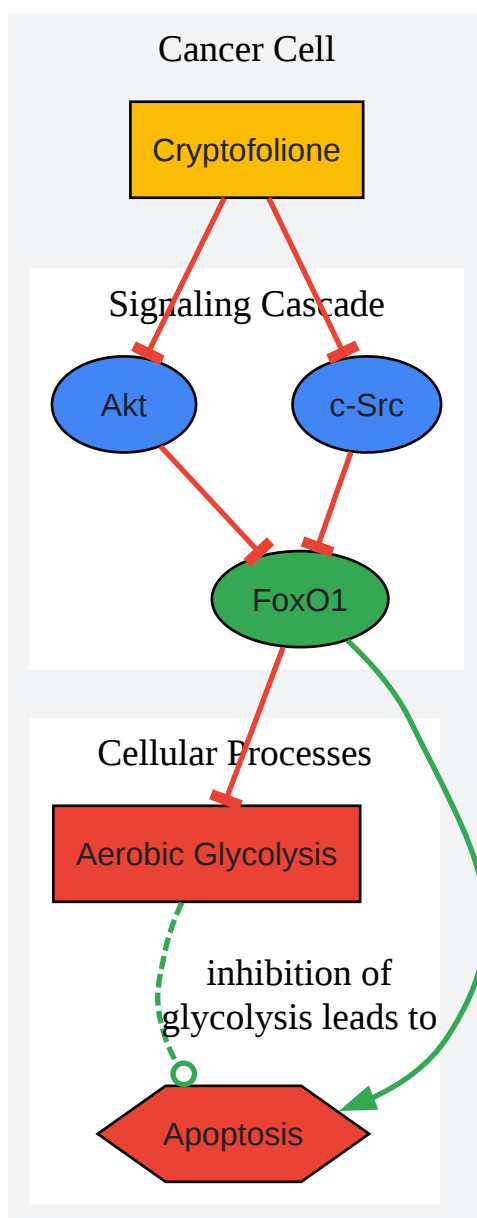 Cancer Cell
Cryptofolione
Signaling Cascade
Akt
c-Src
FoxO1
Cellular Processes
Aerobic Glycolysis
inhibition of
glycolysis leads to
Apoptosis